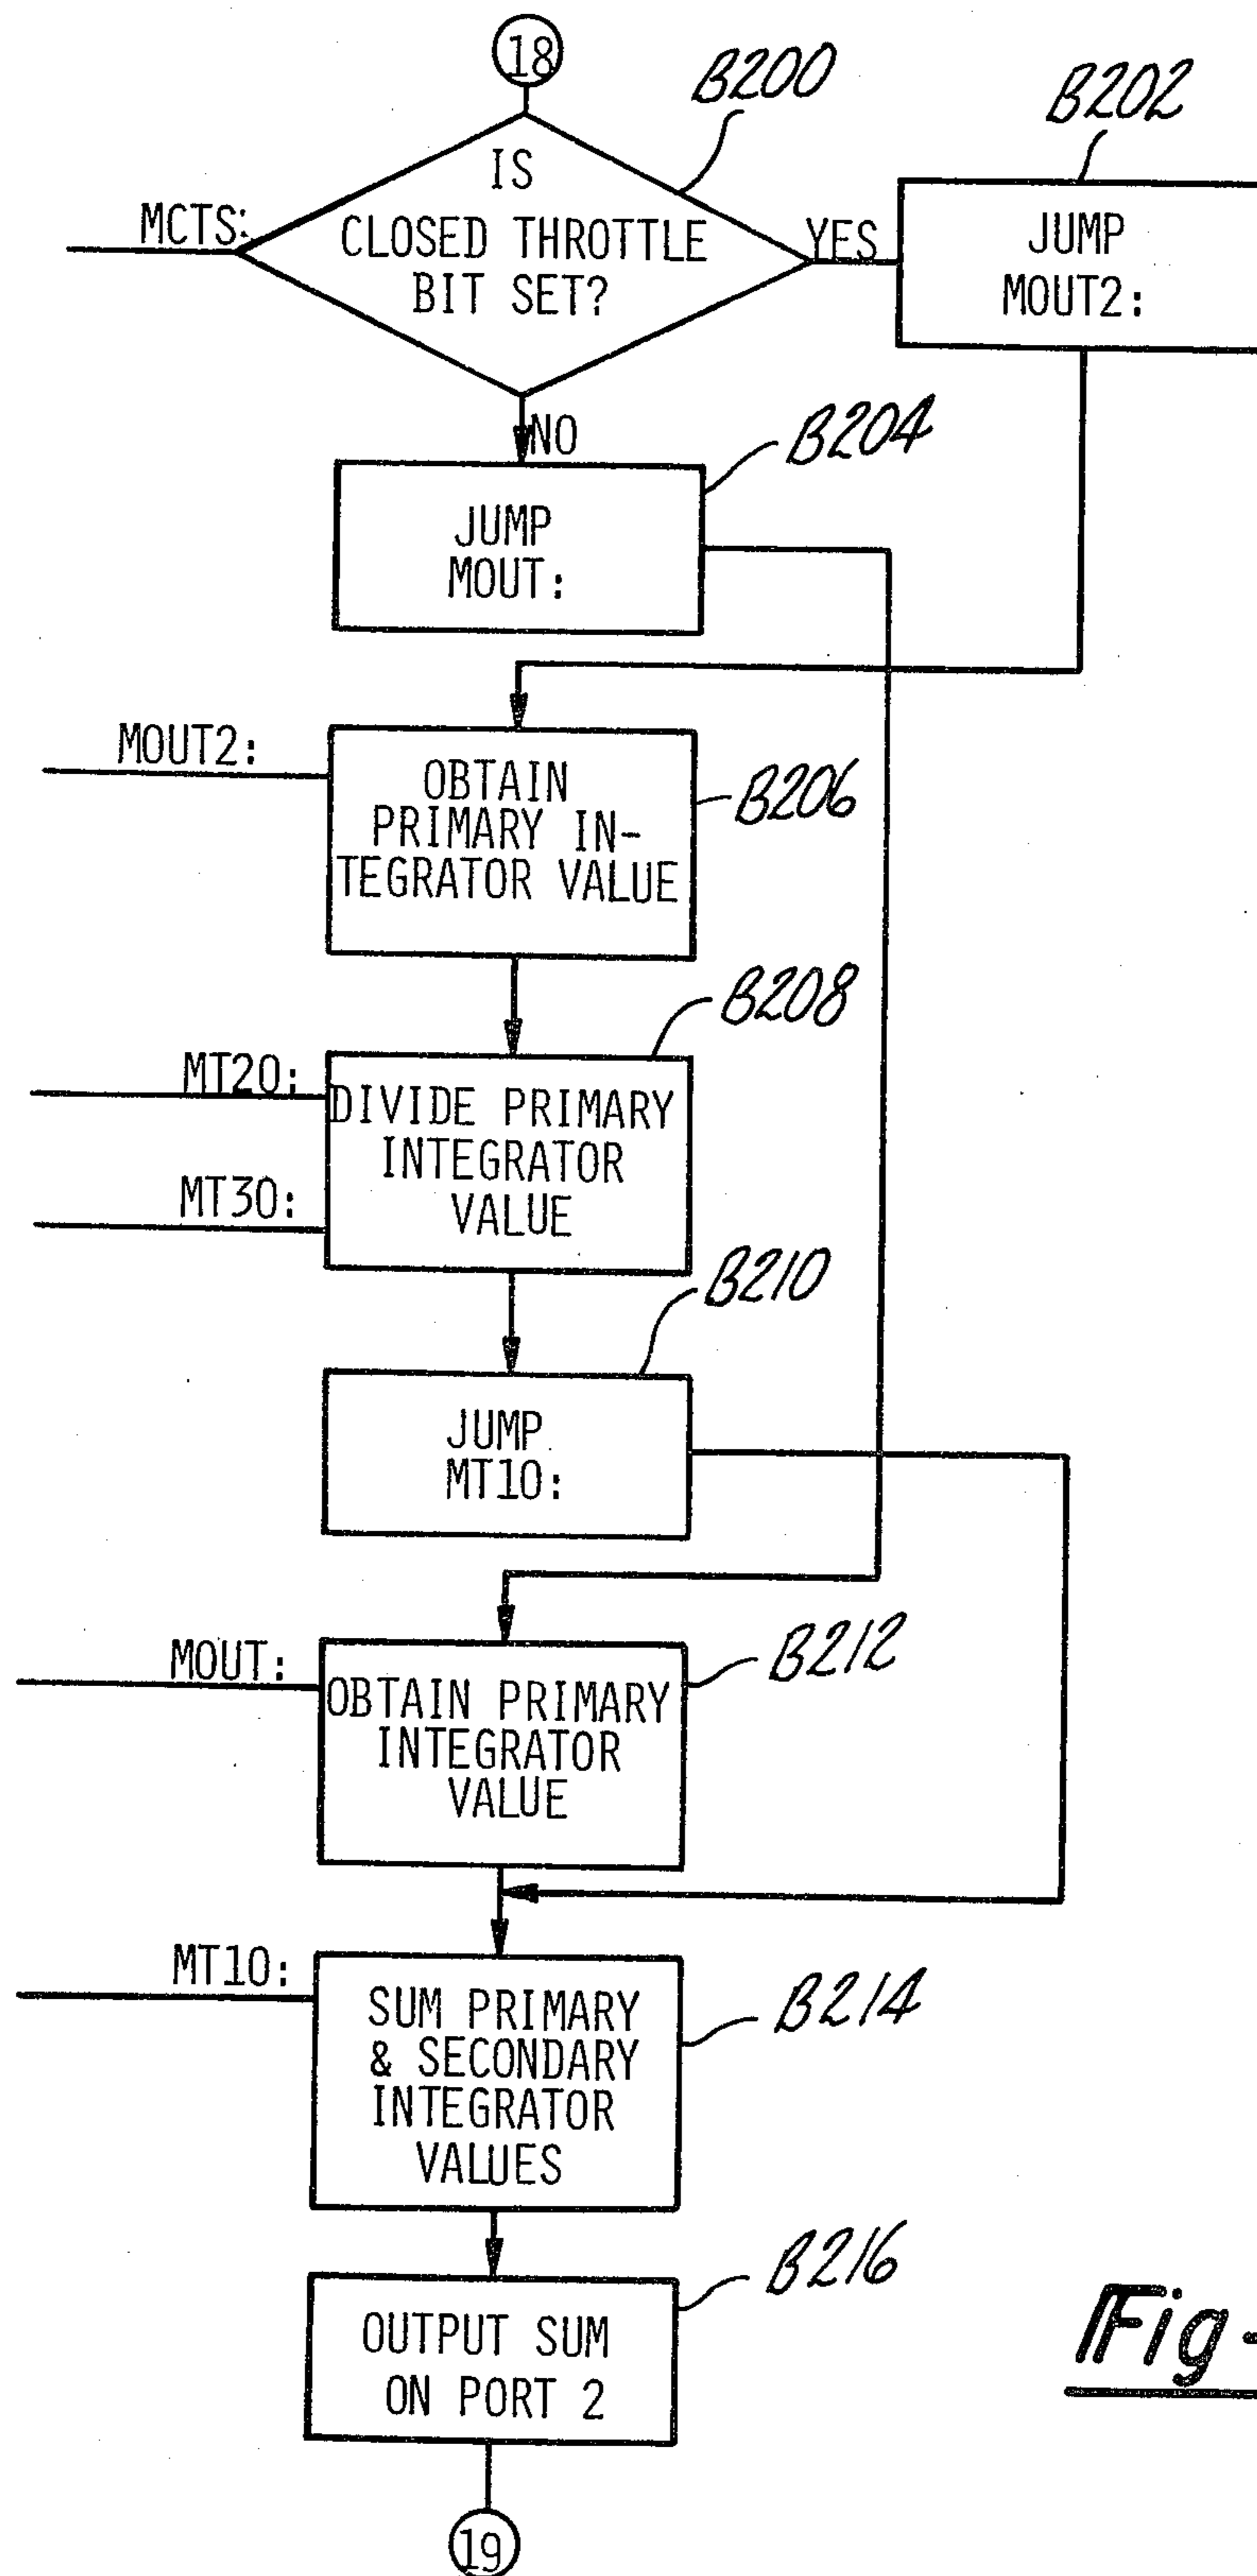 18
B200
B202
IS
MCTS:
CLOSED THROTTLE
BIT SET?
YES
JUMP
MOUT2:
NO
B204
JUMP
MOUT:
MOUT2:
OBTAIN
PRIMARY IN-
TEGRATOR VALUE
B206
B208
MT20:
DIVIDE PRIMARY
INTEGRATOR
VALUE
MT30:
B210
JUMP
MT10:
MOUT:
B212
OBTAIN PRIMARY
INTEGRATOR
VALUE
MT10:
B214
SUM PRIMARY
& SECONDARY
INTEGRATOR
VALUES
B216
OUTPUT SUM
ON PORT 2
Fig-
19